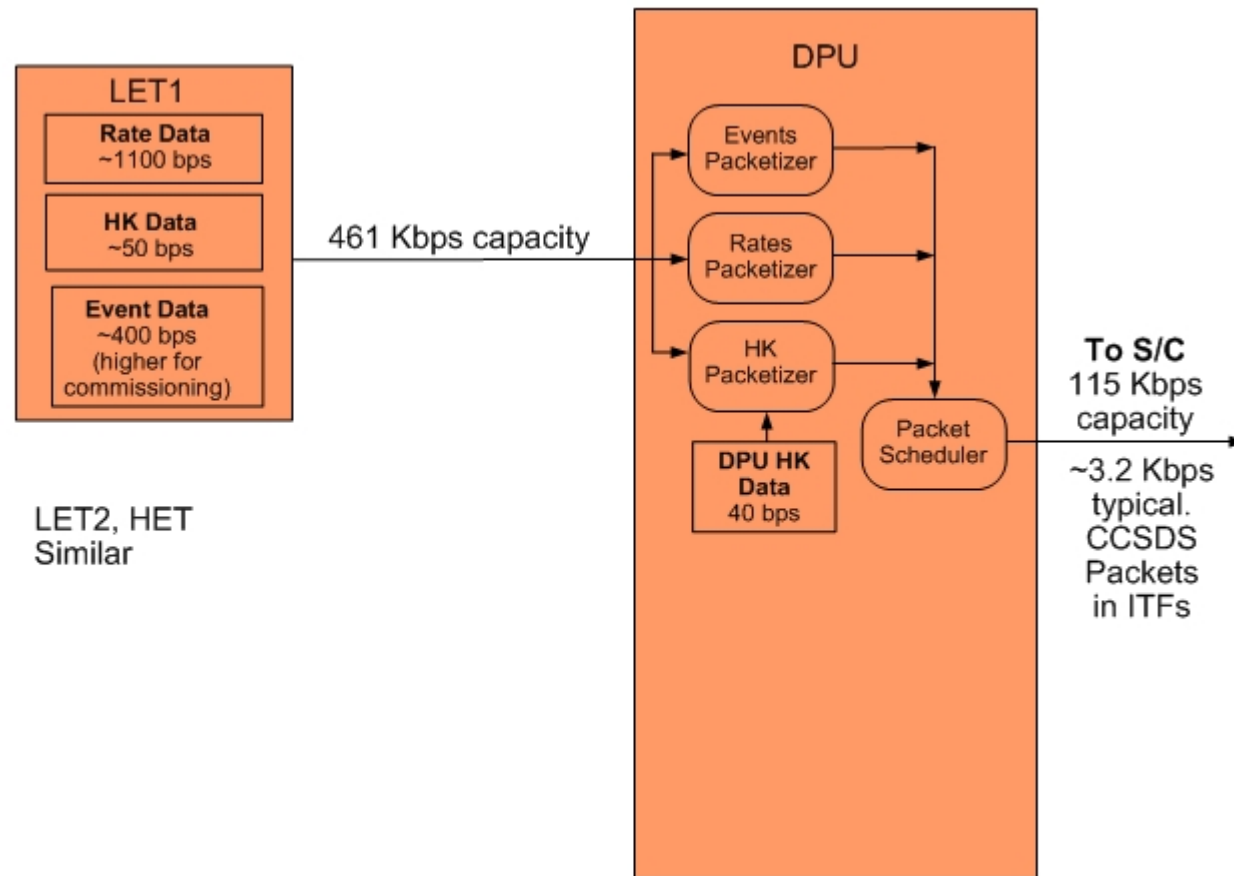 LET1
Rate Data
~1100 bps
HK Data
~50 bps
Event Data
~400 bps
(higher for
commissioning)
LET2, HET
Similar
461 Kbps capacity
DPU
Events
Packetizer
Rates
Packetizer
HK
Packetizer
DPU HK
Data
40 bps
Packet
Scheduler
To S/C
115 Kbps
capacity
~3.2 Kbps
typical.
CCSDS
Packets
in ITFs